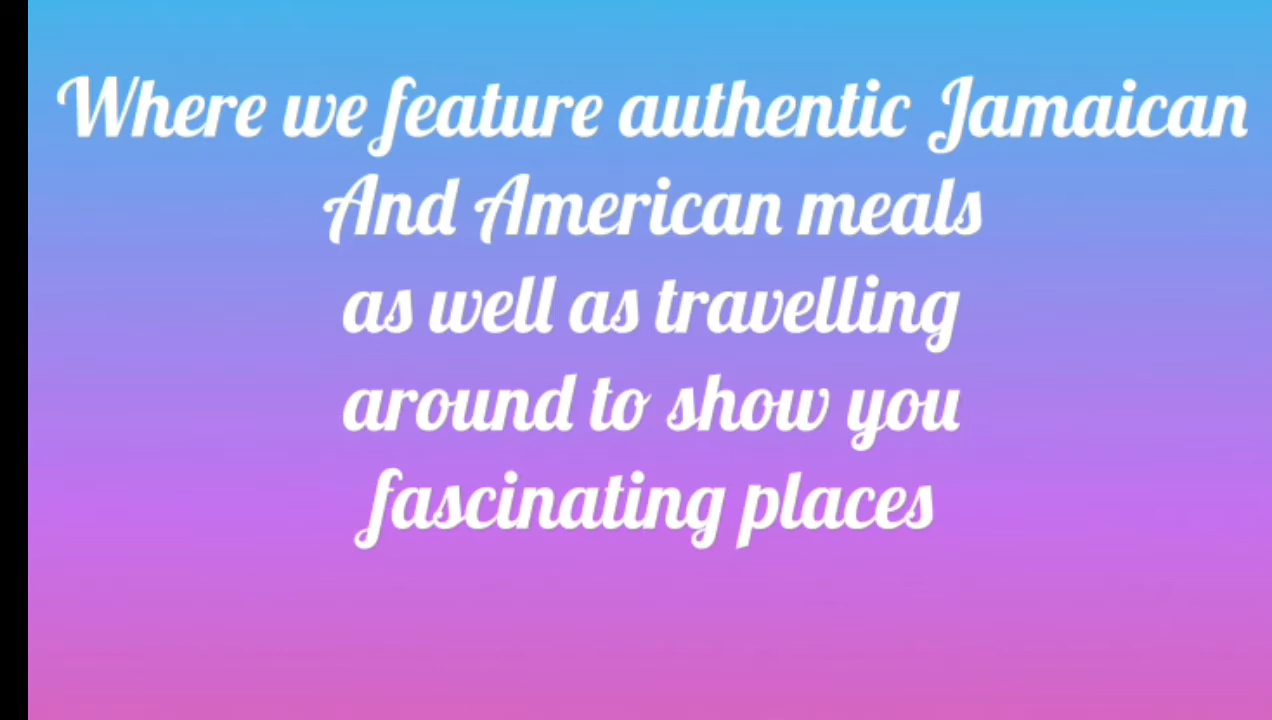 Where we feature authentic Jamaican
And American meals
as well as travelling
around to show you
fascinating places